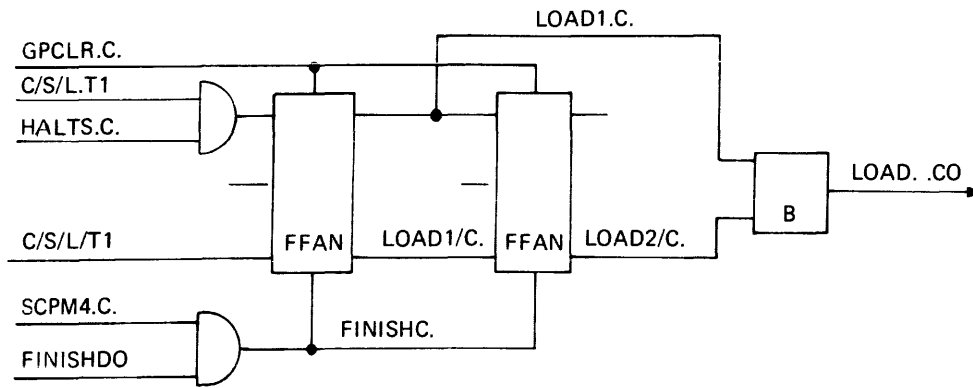 LOAD1.C.
GPCLR.C.
C/S/L.T1
HALTS.C.
LOAD. .CO
B
C/S/L/T1
FFAN
LOAD1/C.
FFAN
LOAD2/C.
SCPM4.C.
FINISHC.
FINISHDO